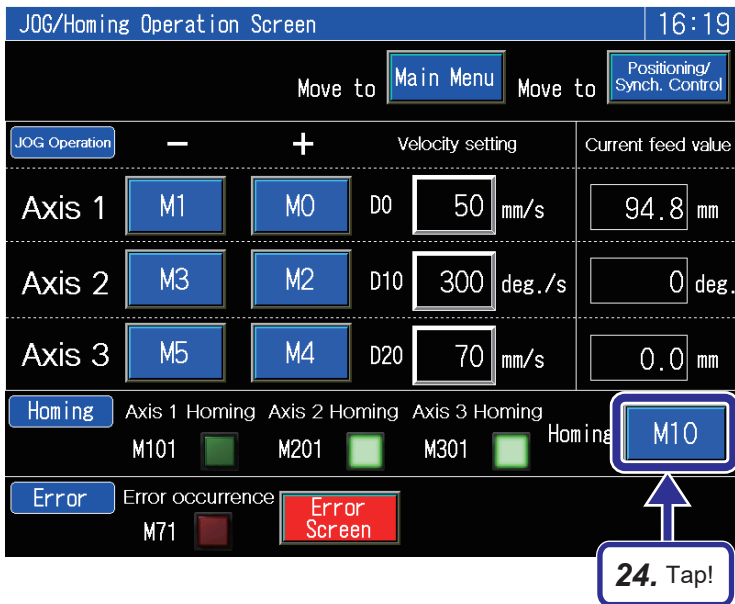 JOG/Homing Operation Screen 16:19
Move to Main Menu Move to Positioning/
Synch. Control
JOG Operation − + Velocity setting Current feed value
Axis 1 M1 M0 D0 50 mm/s 94.8 mm
Axis 2 M3 M2 D10 300 deg./s 0 deg.
Axis 3 M5 M4 D20 70 mm/s 0.0 mm
Homing Axis 1 Homing Axis 2 Homing Axis 3 Homing
M101 M201 M301 Homing M10
Error Error occurrence
M71 Error
Screen
24. Tap!